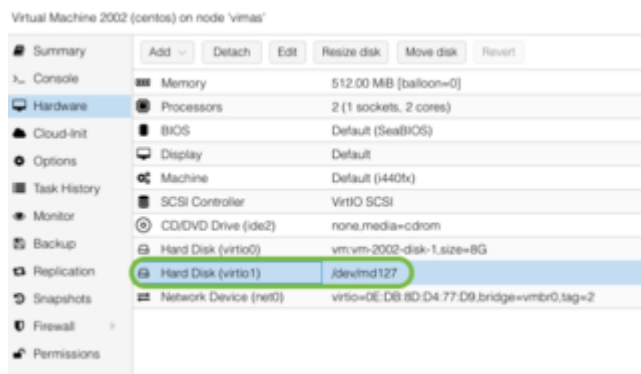 Virtual Machine 2002 (centos) on node 'vimas'
Summary
Console
Hardware
Cloud-Init
Options
Task History
Monitor
Backup
Replication
Snapshots
Firewall
Permissions
Add Detach Edit Resize disk Move disk Revert
Memory 512.00 MiB [balloon=0]
Processors 2 (1 sockets, 2 cores)
BIOS Default (SeaBIOS)
Display Default
Machine Default (i440fx)
SCSI Controller VirtIO SCSI
CD/DVD Drive (ide2) none,media=cdrom
Hard Disk (virtio0) vm:vm-2002-disk-1,size=8G
Hard Disk (virtio1) /dev/md127
Network Device (net0) virtio=0E:DB:8D:D4:77:D9,bridge=vmbr0,tag=2